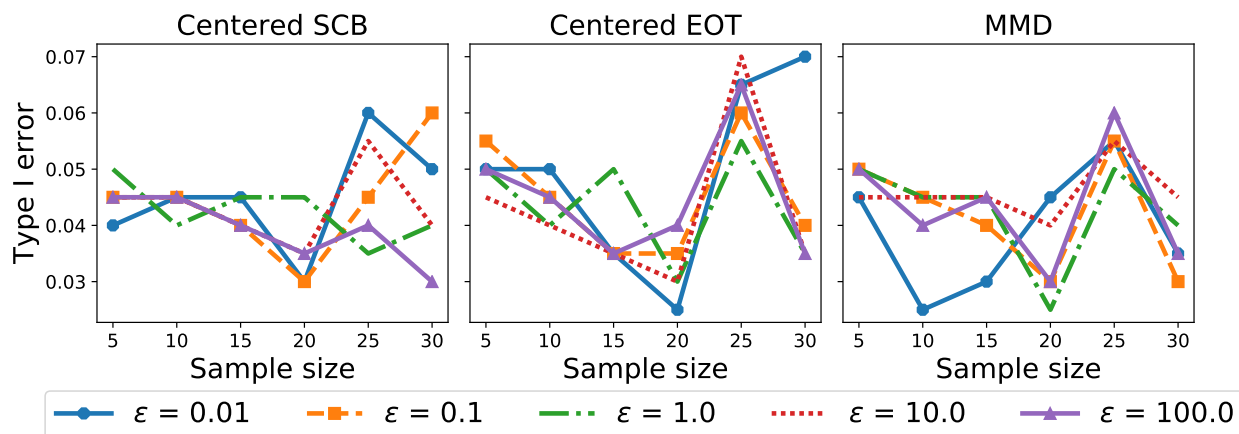 Centered SCB Centered EOT MMD
Type I error
0.07
0.06
0.05
0.04
0.03
5 10 15 20 25 30 5 10 15 20 25 30 5 10 15 20 25 30
Sample size Sample size Sample size
ε = 0.01 ε = 0.1 ε = 1.0 ε = 10.0 ε = 100.0